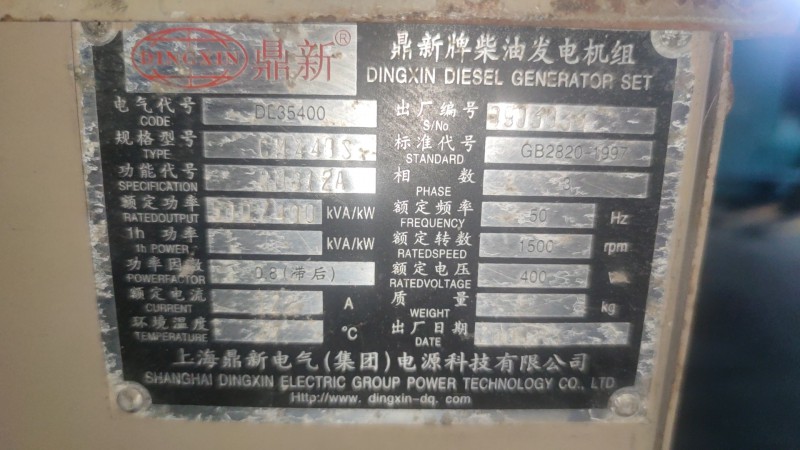 DINGXIN 鼎新®
鼎新牌柴油发电机组
DINGXIN DIESEL GENERATOR SET
电气代号 DE35400
CODE
规格型号
TYPE
功能代号
SPECIFICATION
额定功率 kVA/kW
RATEDOUTPUT
1h 功率 kVA/kW
1h POWER
功率因数 0.8(滞后)
POWERFACTOR
额定电流 A
CURRENT
环境温度 ℃
TEMPERATURE
出厂编号
S/No
标准代号 GB2820-1997
STANDARD
相数 3
PHASE
额定频率 50 Hz
FREQUENCY
额定转数 1500 rpm
RATEDSPEED
额定电压 400 V
RATEDVOLTAGE
质量 kg
WEIGHT
出厂日期
DATE
上海鼎新电气(集团)电源科技有限公司
SHANGHAI DINGXIN ELECTRIC GROUP POWER TECHNOLOGY CO., LTD
Http://www. dingxin-dq. com